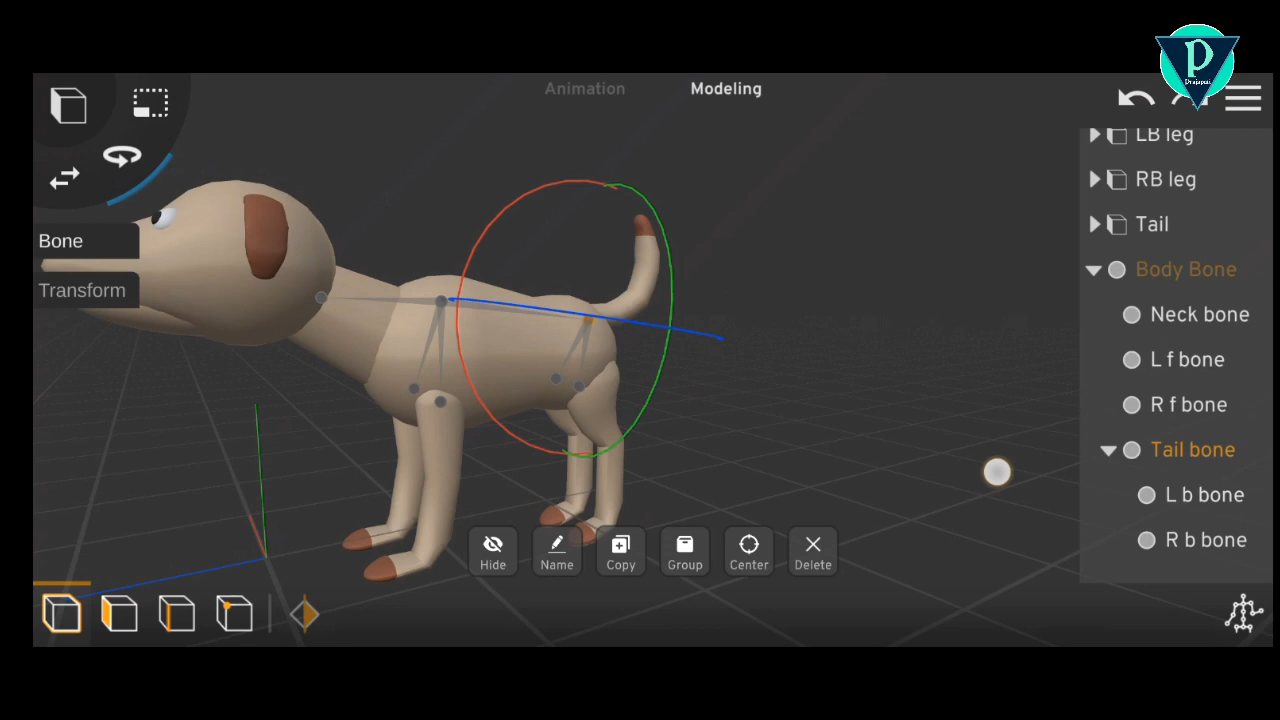 P
Prajapati
Animation
Modeling
Bone
Transform
LB leg
RB leg
Tail
Body Bone
Neck bone
L f bone
R f bone
Tail bone
L b bone
R b bone
Hide
Name
Copy
Group
Center
Delete